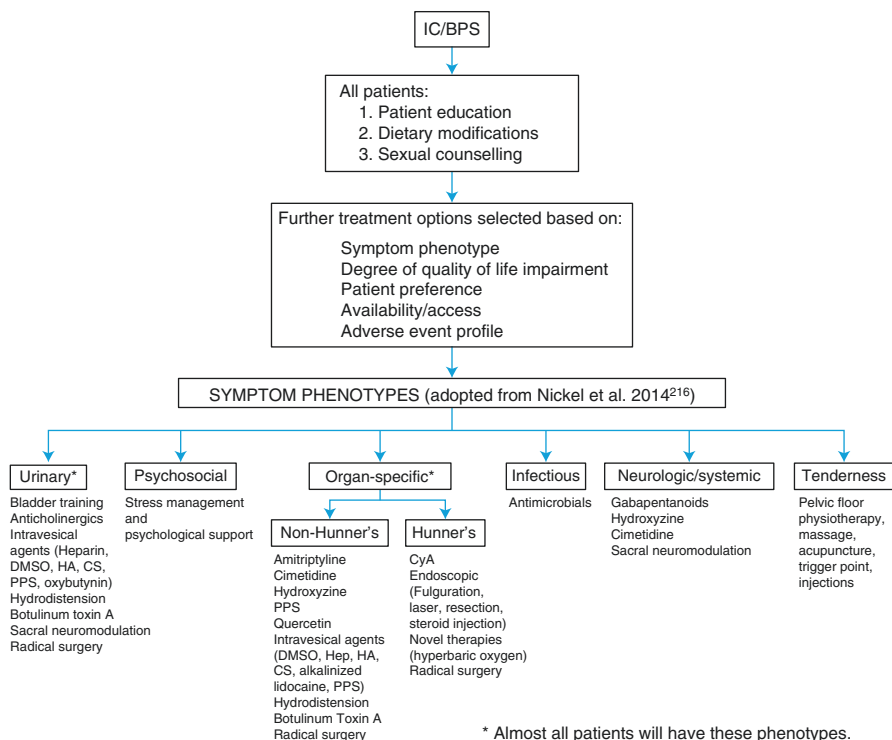 IC/BPS
All patients:
1. Patient education
2. Dietary modifications
3. Sexual counselling
Further treatment options selected based on:
Symptom phenotype
Degree of quality of life impairment
Patient preference
Availability/access
Adverse event profile
SYMPTOM PHENOTYPES (adopted from Nickel et al. 2014216)
Urinary*
Bladder training
Anticholinergics
Intravesical
agents (Heparin,
DMSO, HA, CS,
PPS, oxybutynin)
Hydrodistension
Botulinum toxin A
Sacral neuromodulation
Radical surgery
Psychosocial
Stress management
and
psychological support
Organ-specific*
Non-Hunner's
Amitriptyline
Cimetidine
Hydroxyzine
PPS
Quercetin
Intravesical agents
(DMSO, Hep, HA,
CS, alkalinized
lidocaine, PPS)
Hydrodistension
Botulinum Toxin A
Radical surgery
Hunner's
CyA
Endoscopic
(Fulguration,
laser, resection,
steroid injection)
Novel therapies
(hyperbaric oxygen)
Radical surgery
Infectious
Antimicrobials
Neurologic/systemic
Gabapentanoids
Hydroxyzine
Cimetidine
Sacral neuromodulation
Tenderness
Pelvic floor
physiotherapy,
massage,
acupuncture,
trigger point,
injections
* Almost all patients will have these phenotypes.